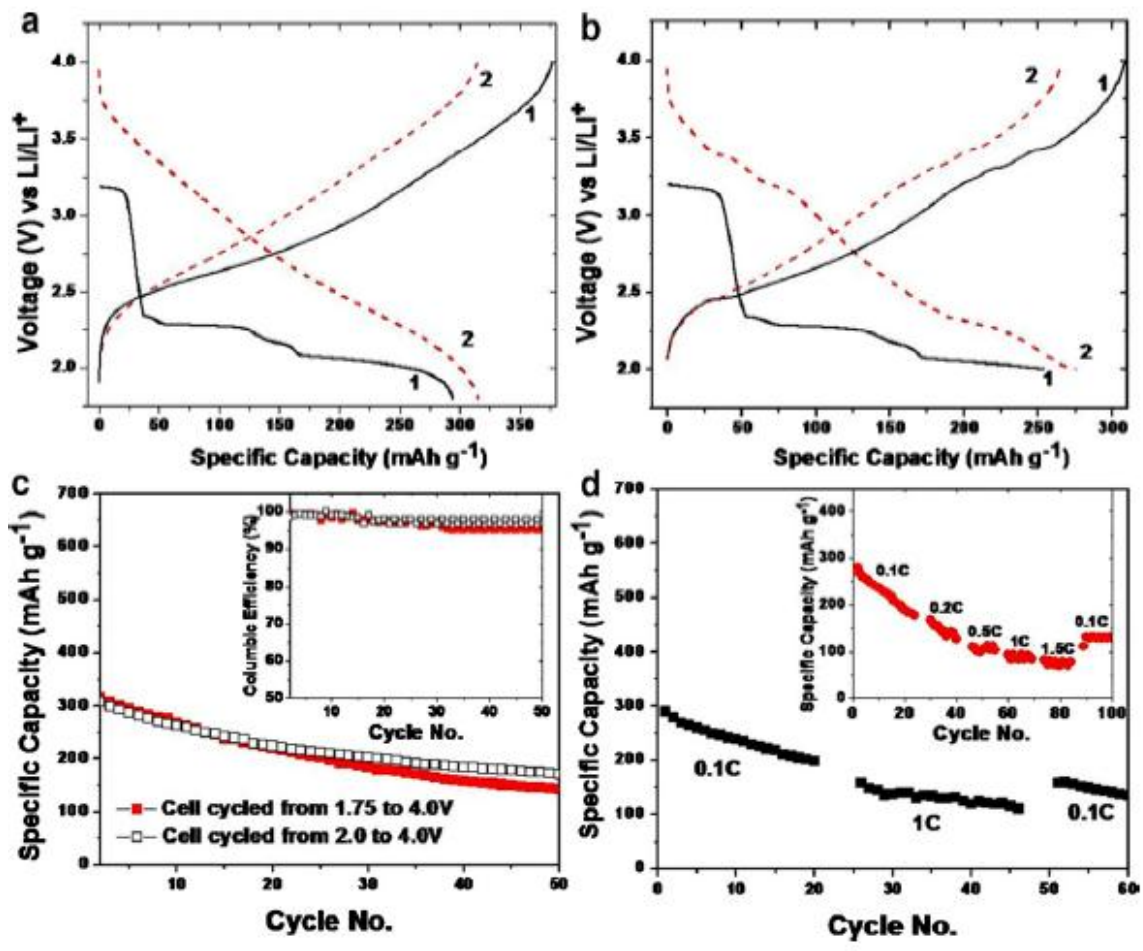 a
4.0
3.5
3.0
2.5
2.0
Voltage (V) vs LI/LI+
2
1
2
1
0 50 100 150 200 250 300 350
Specific Capacity (mAh g-1)
b
4.0
3.5
3.0
2.5
2.0
Voltage (V) vs LI/LI+
2
1
2
1
0 50 100 150 200 250 300
Specific Capacity (mAh g-1)
c
700
600
500
400
300
200
100
0
Specific Capacity (mAh g-1)
100
90
80
70
60
50
Columbic Efficiency (%)
10 20 30 40 50
Cycle No.
Cell cycled from 1.75 to 4.0V
Cell cycled from 2.0 to 4.0V
10 20 30 40 50
Cycle No.
d
700
600
500
400
300
200
100
0
Specific Capacity (mAh g-1)
400
300
200
100
0
Specific Capacity (mAh g-1)
0.1C
0.2C
0.5C
1C
1.5C
0.1C
0 20 40 60 80 100
Cycle No.
0.1C
1C
0.1C
0 10 20 30 40 50 60
Cycle No.